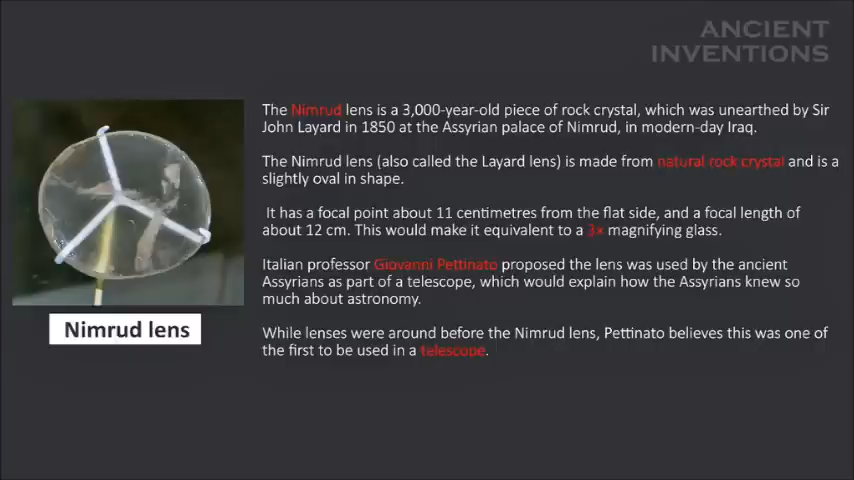 ANCIENT
INVENTIONS
The Nimrud lens is a 3,000-year-old piece of rock crystal, which was unearthed by Sir
John Layard in 1850 at the Assyrian palace of Nimrud, in modern-day Iraq.
The Nimrud lens (also called the Layard lens) is made from natural rock crystal and is a
slightly oval in shape.
It has a focal point about 11 centimetres from the flat side, and a focal length of
about 12 cm. This would make it equivalent to a 3× magnifying glass.
Italian professor Giovanni Pettinato proposed the lens was used by the ancient
Assyrians as part of a telescope, which would explain how the Assyrians knew so
much about astronomy.
While lenses were around before the Nimrud lens, Pettinato believes this was one of
the first to be used in a telescope.
Nimrud lens